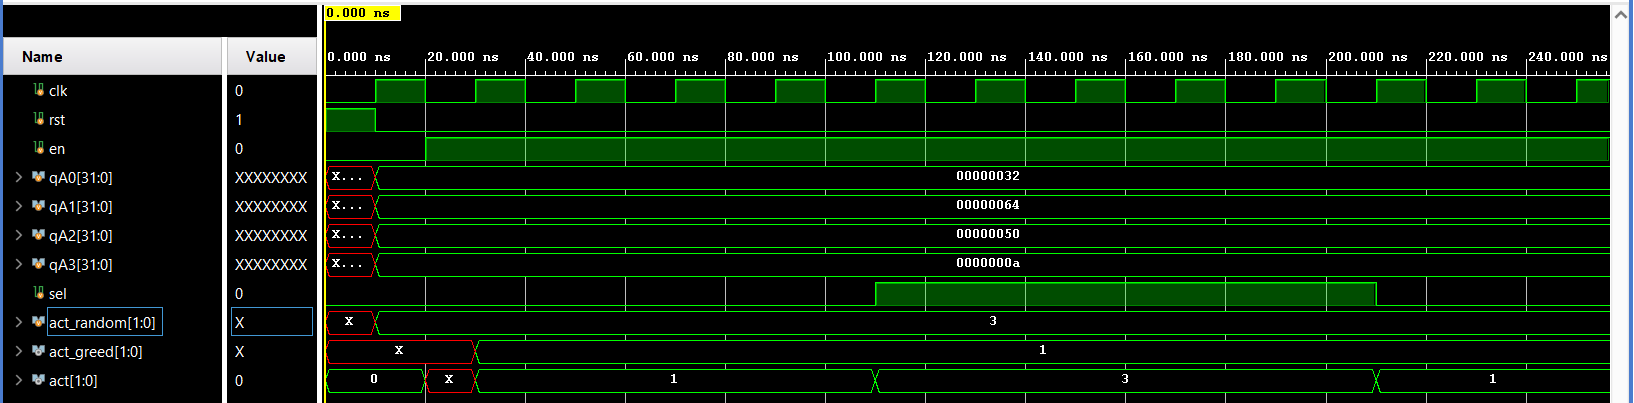 0.000 ns
Name Value
0.000 ns 20.000 ns 40.000 ns 60.000 ns 80.000 ns 100.000 ns 120.000 ns 140.000 ns 160.000 ns 180.000 ns 200.000 ns 220.000 ns 240.000 ns
clk 0
rst 1
en 0
qA0[31:0] XXXXXXXX X... 00000032
qA1[31:0] XXXXXXXX X... 00000064
qA2[31:0] XXXXXXXX X... 00000050
qA3[31:0] XXXXXXXX X... 0000000a
sel 0
act_random[1:0] X X 3
act_greed[1:0] X X 1
act[1:0] 0 0 X 1 3 1